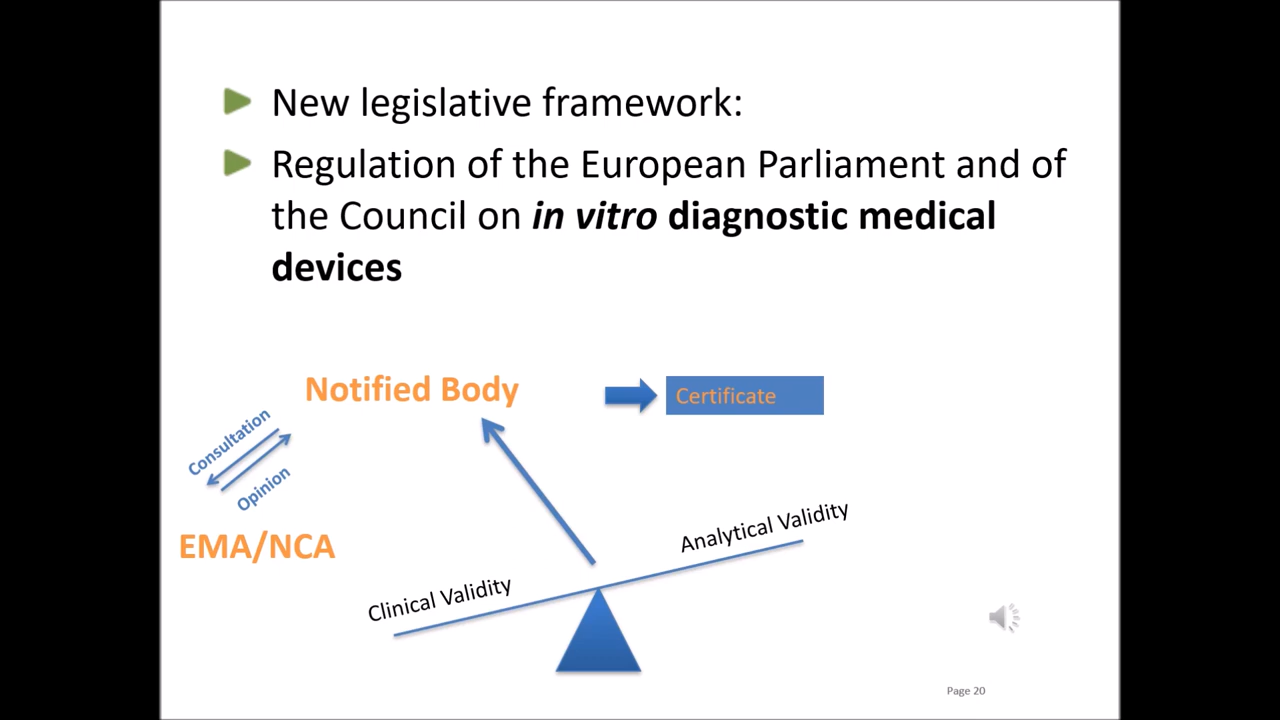 New legislative framework:
Regulation of the European Parliament and of
the Council on in vitro diagnostic medical
devices
Notified Body
Certificate
Consultation
Opinion
EMA/NCA
Analytical Validity
Clinical Validity
Page 20